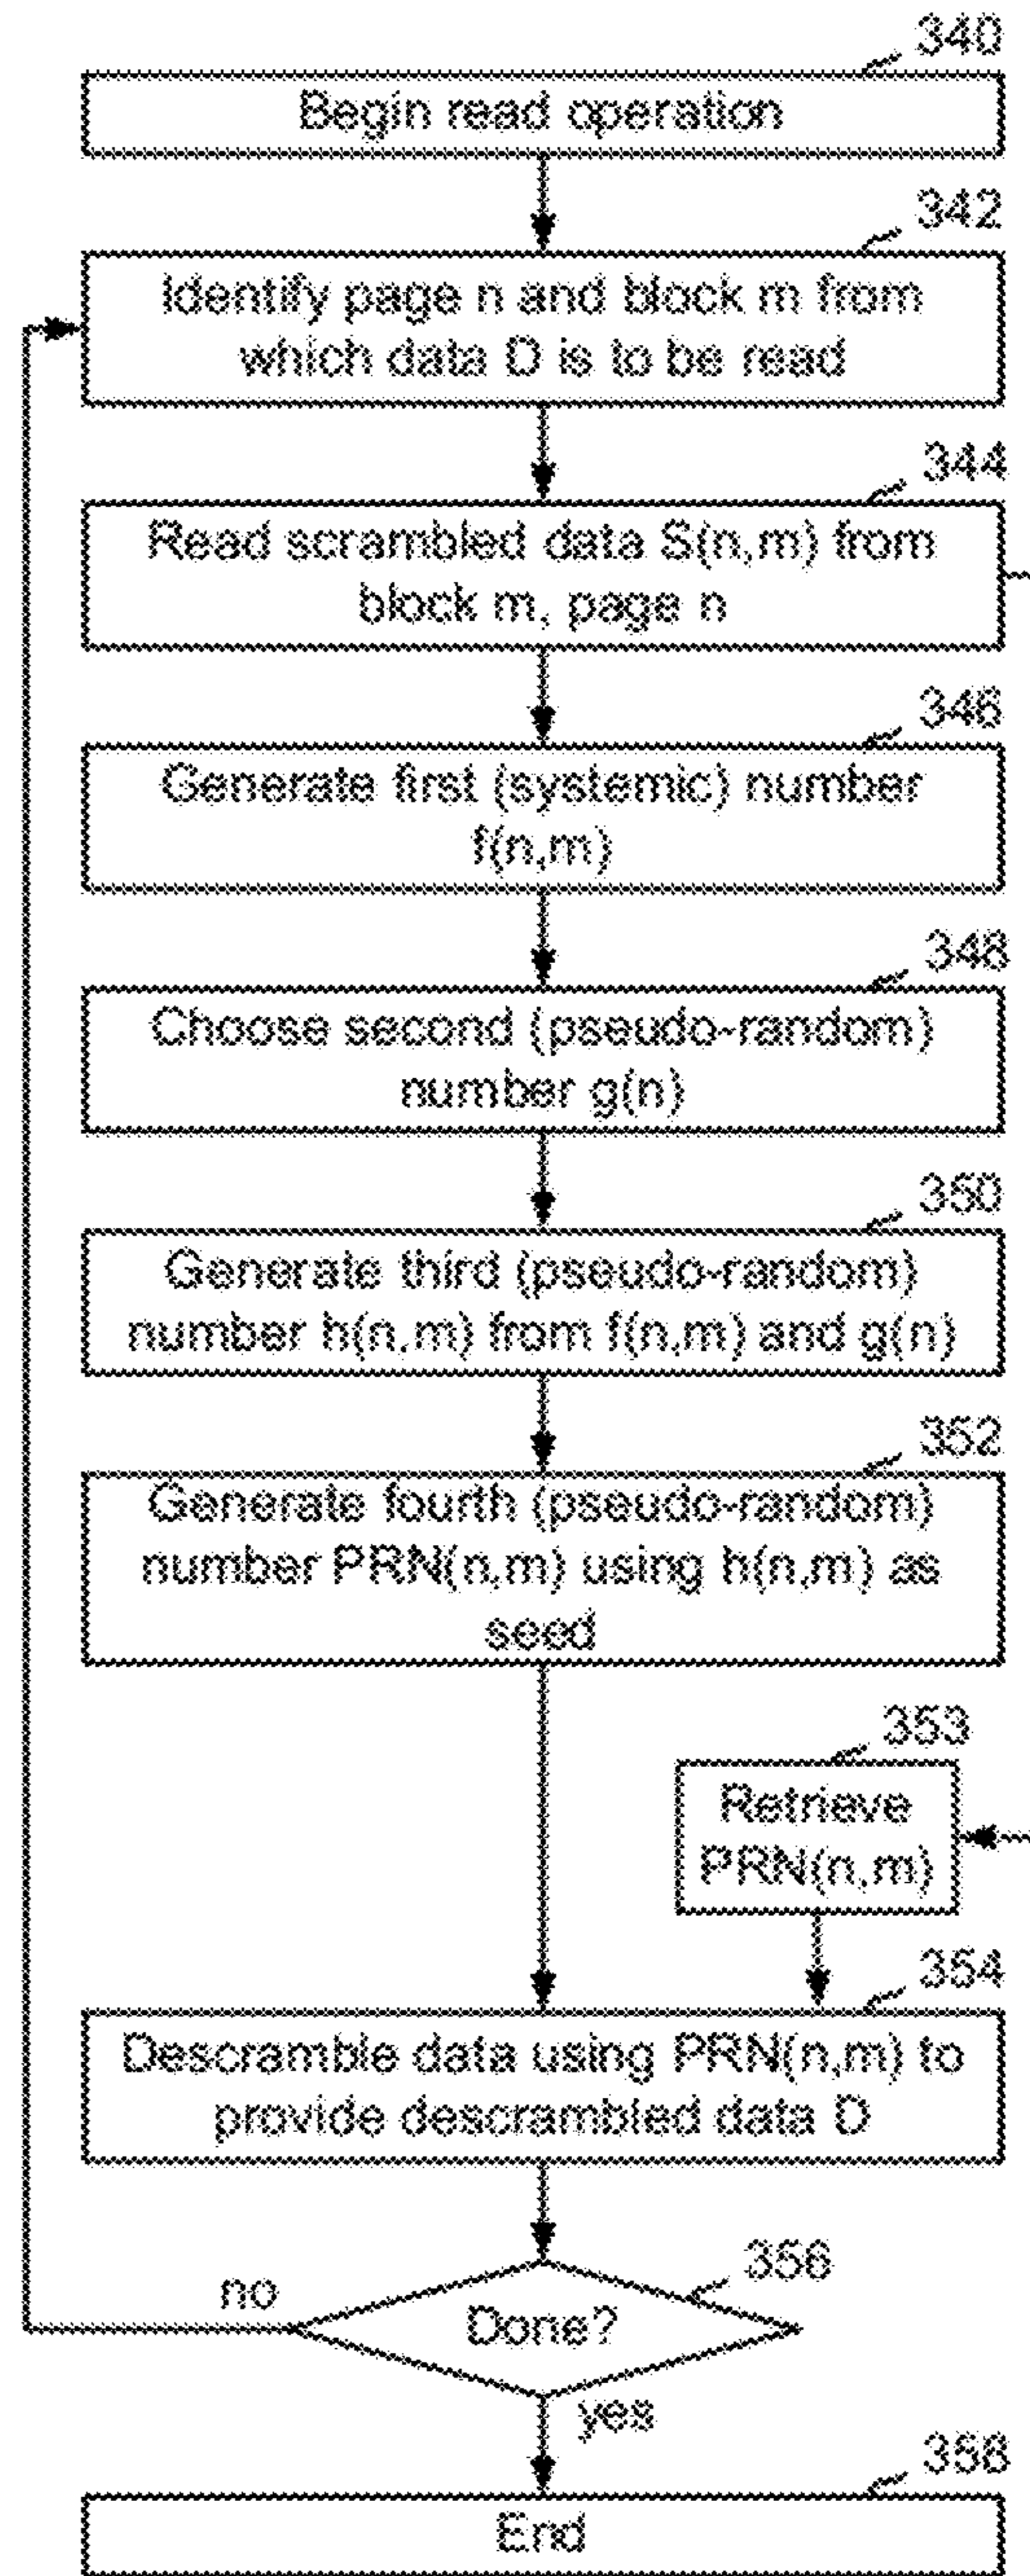 340
Begin read operation
342
Identify page n and block m from
which data D is to be read
344
Read scrambled data S(n,m) from
block m, page n
346
Generate first (systemic) number
f(n,m)
348
Choose second (pseudo-random)
number g(n)
350
Generate third (pseudo-random)
number h(n,m) from f(n,m) and g(n)
352
Generate fourth (pseudo-random)
number PRN(n,m) using h(n,m) as
seed
353
Retrieve
PRN(n,m)
354
Descramble data using PRN(n,m) to
provide descrambled data D
356
no
Done?
yes
358
End